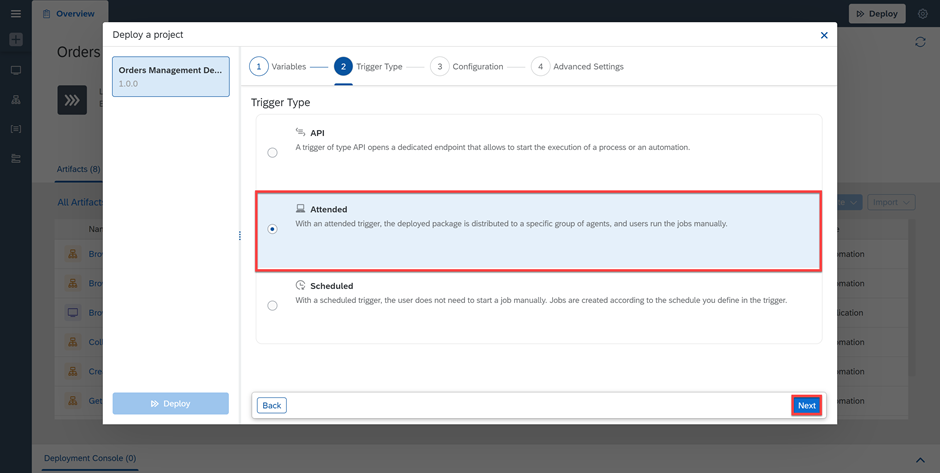 Overview
Deploy
Deploy a project
Orders
Orders Management De...
1.0.0
1 Variables
2 Trigger Type
3 Configuration
4 Advanced Settings
Trigger Type
API
A trigger of type API opens a dedicated endpoint that allows to start the execution of a process or an automation.
Attended
With an attended trigger, the deployed package is distributed to a specific group of agents, and users run the jobs manually.
Scheduled
With a scheduled trigger, the user does not need to start a job manually. Jobs are created according to the schedule you define in the trigger.
Artifacts (8)
All Artifacts
Import
Deploy
Back
Next
Deployment Console (0)